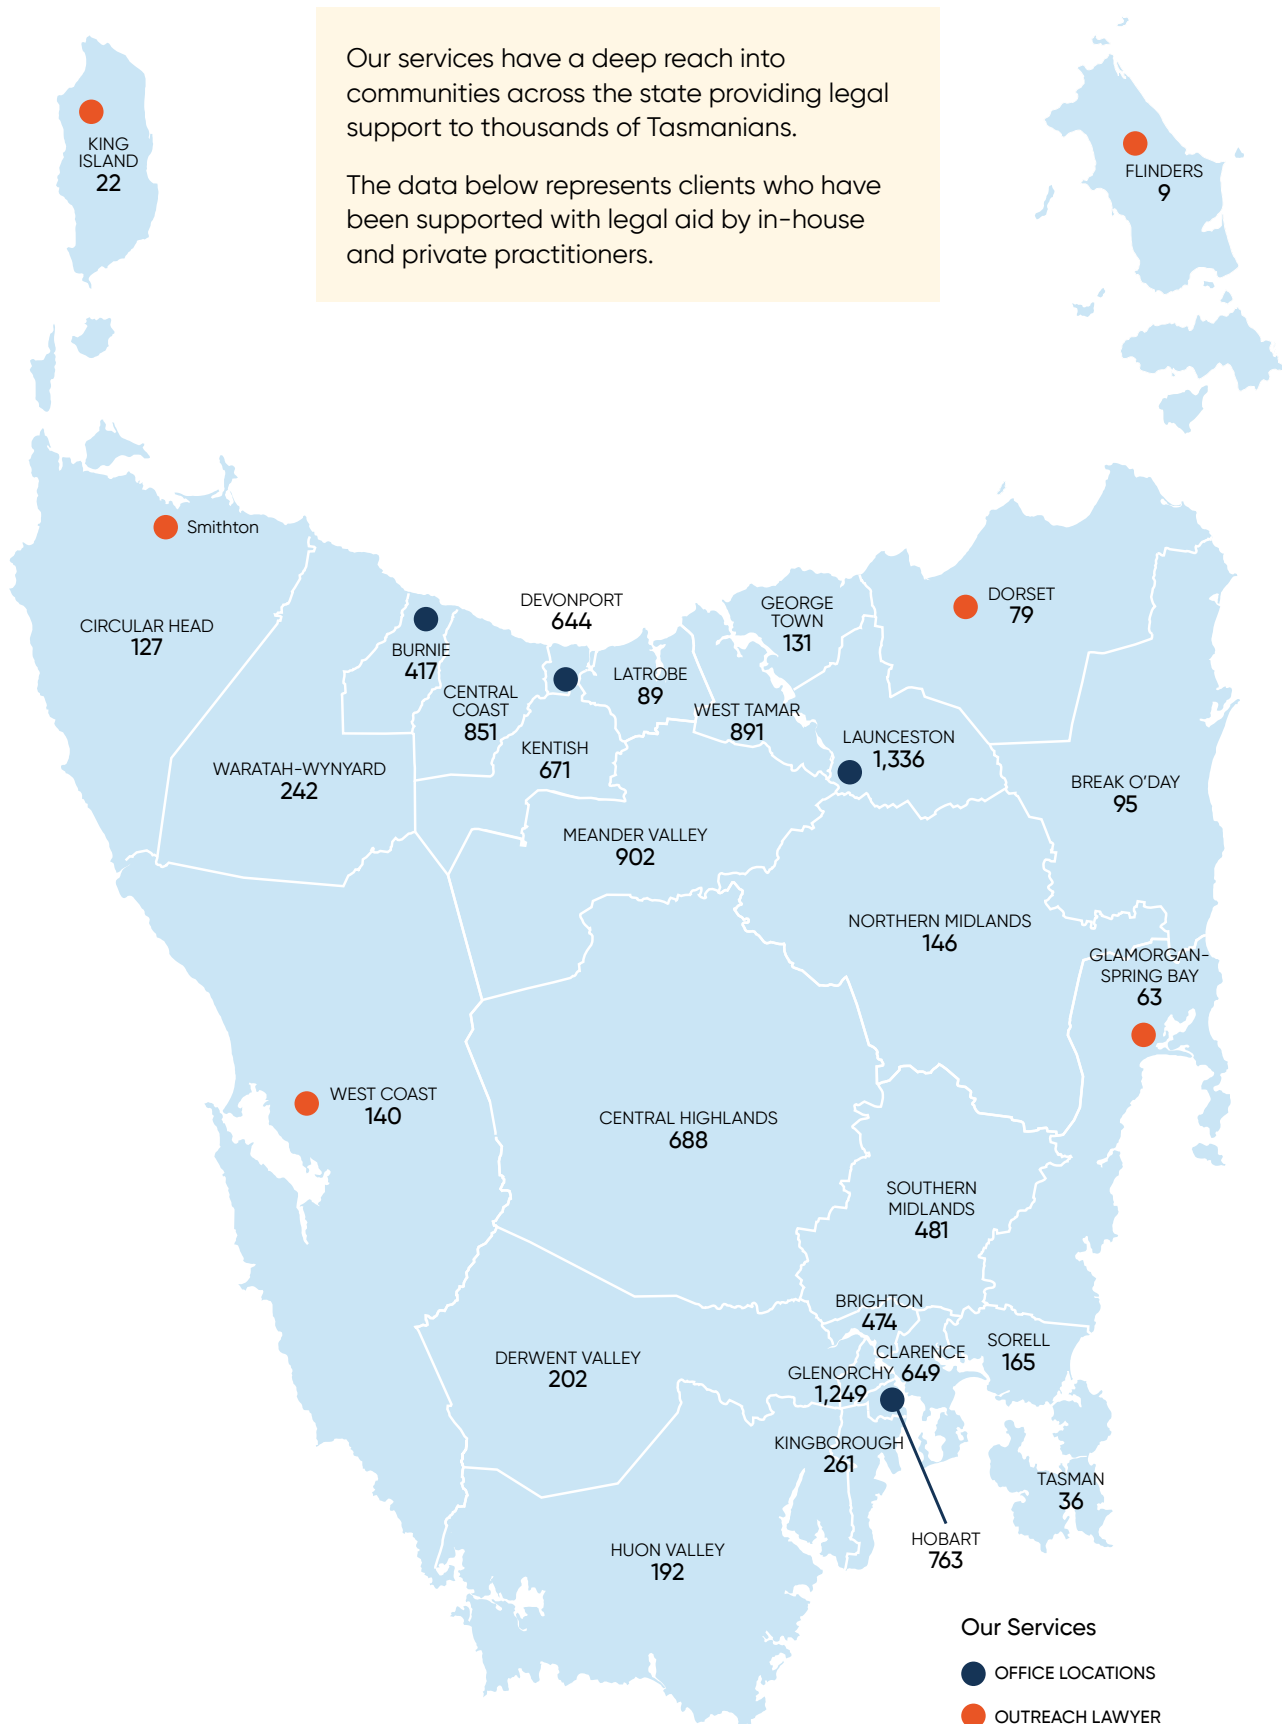 Our services have a deep reach into
communities across the state providing legal
support to thousands of Tasmanians.
The data below represents clients who have
been supported with legal aid by in-house
and private practitioners.
KING
ISLAND
22
FLINDERS
9
Smithton
CIRCULAR HEAD
127
BURNIE
417
DEVONPORT
644
CENTRAL
COAST
851
KENTISH
671
LATROBE
89
WEST TAMAR
891
GEORGE
TOWN
131
DORSET
79
LAUNCESTON
1,336
WARATAH-WYNYARD
242
MEANDER VALLEY
902
BREAK O'DAY
95
NORTHERN MIDLANDS
146
GLAMORGAN-
SPRING BAY
63
WEST COAST
140
CENTRAL HIGHLANDS
688
SOUTHERN
MIDLANDS
481
BRIGHTON
474
CLARENCE
649
SORELL
165
DERWENT VALLEY
202
GLENORCHY
1,249
KINGBOROUGH
261
TASMAN
36
HOBART
763
HUON VALLEY
192
Our Services
OFFICE LOCATIONS
OUTREACH LAWYER